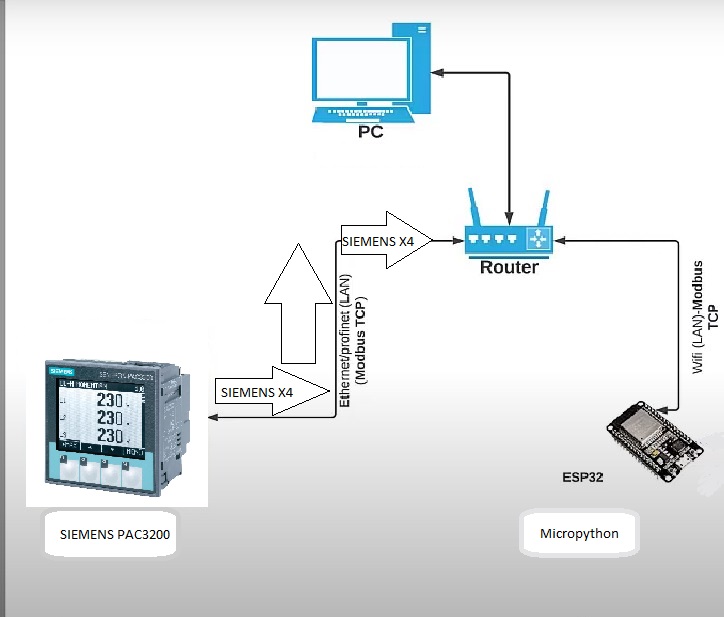 PC
SIEMENS X4
Router
Ethernet/profinet (LAN)
(Modbus TCP)
Wifi (LAN)-Modbus
TCP
SIEMENS
230.
230.
230.
SIEMENS X4
ESP32
SIEMENS PAC3200
Micropython